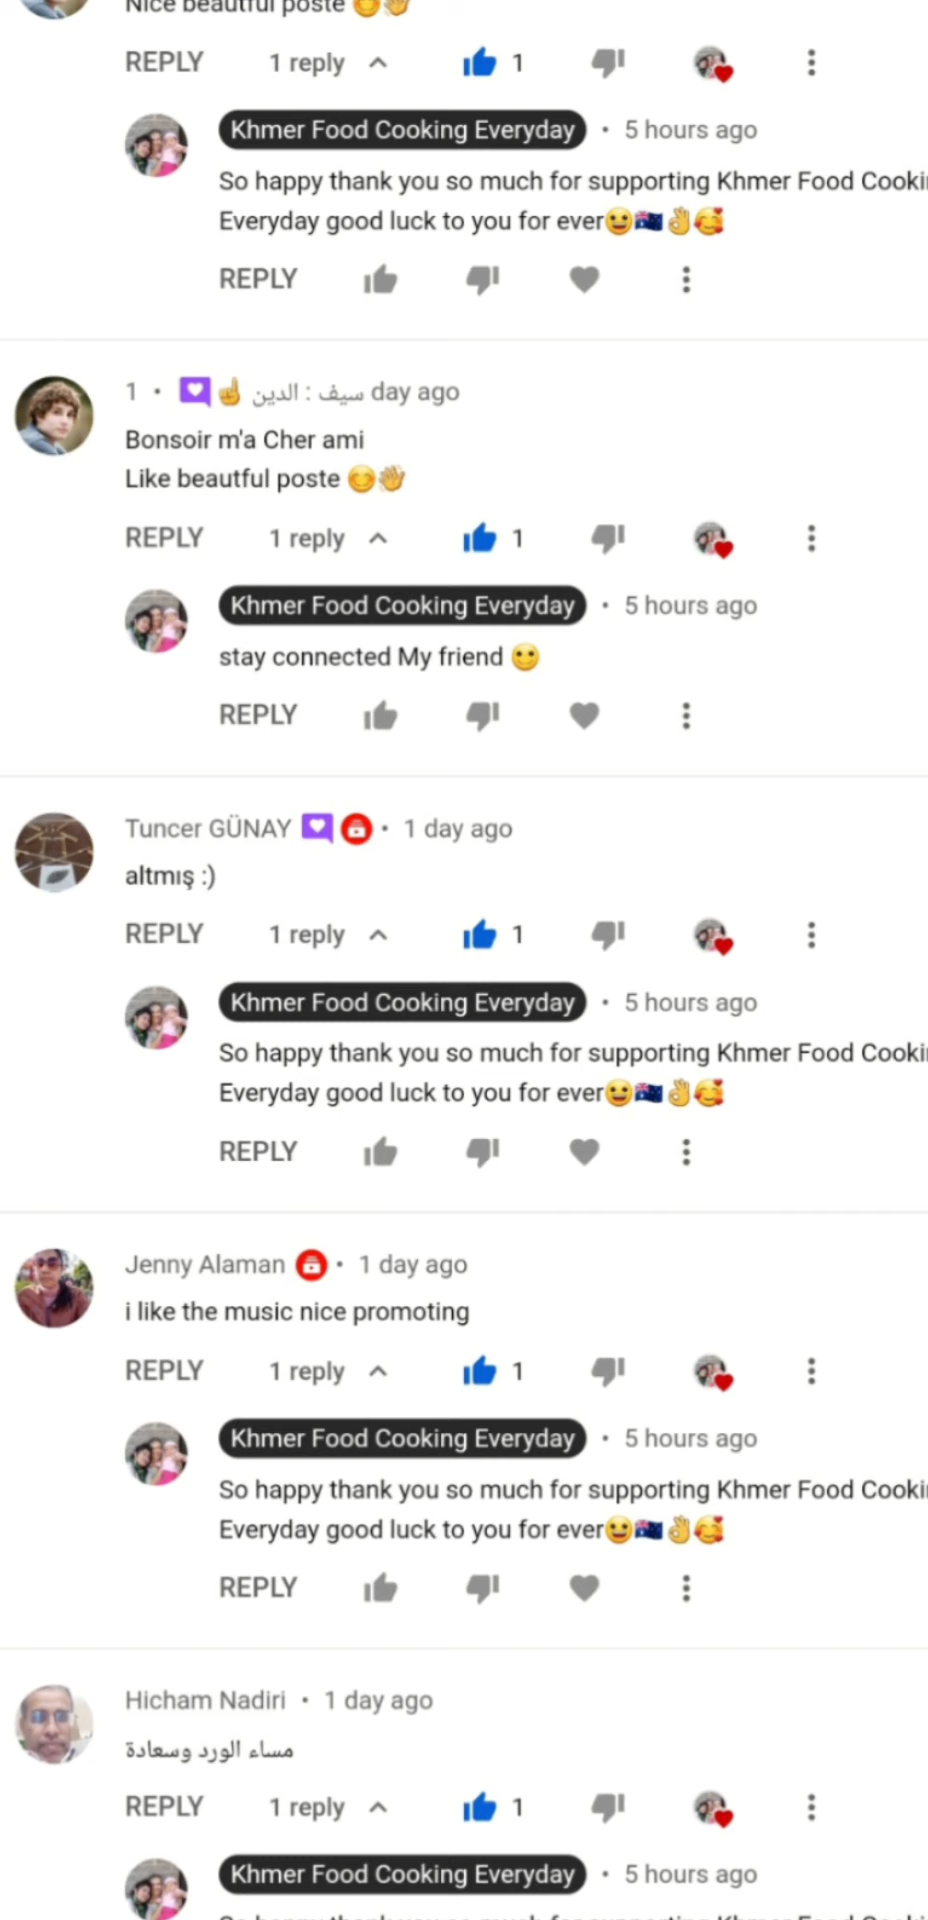 Nice beautful poste 😊👋
REPLY 1 reply 1
Khmer Food Cooking Everyday • 5 hours ago
So happy thank you so much for supporting Khmer Food
Everyday good luck to you for ever😀🇦🇺👌🥰
REPLY
1 • 💟☝ سيف : الدين day ago
Bonsoir m'a Cher ami
Like beautful poste 😊👋
REPLY 1 reply 1
Khmer Food Cooking Everyday • 5 hours ago
stay connected My friend 🙂
REPLY
Tuncer GÜNAY • 1 day ago
altmış :)
REPLY 1 reply 1
Khmer Food Cooking Everyday • 5 hours ago
So happy thank you so much for supporting Khmer Food
Everyday good luck to you for ever😀🇦🇺👌🥰
REPLY
Jenny Alaman • 1 day ago
i like the music nice promoting
REPLY 1 reply 1
Khmer Food Cooking Everyday • 5 hours ago
So happy thank you so much for supporting Khmer Food
Everyday good luck to you for ever😀🇦🇺👌🥰
REPLY
Hicham Nadiri • 1 day ago
مساء الورد وسعادة
REPLY 1 reply 1
Khmer Food Cooking Everyday • 5 hours ago